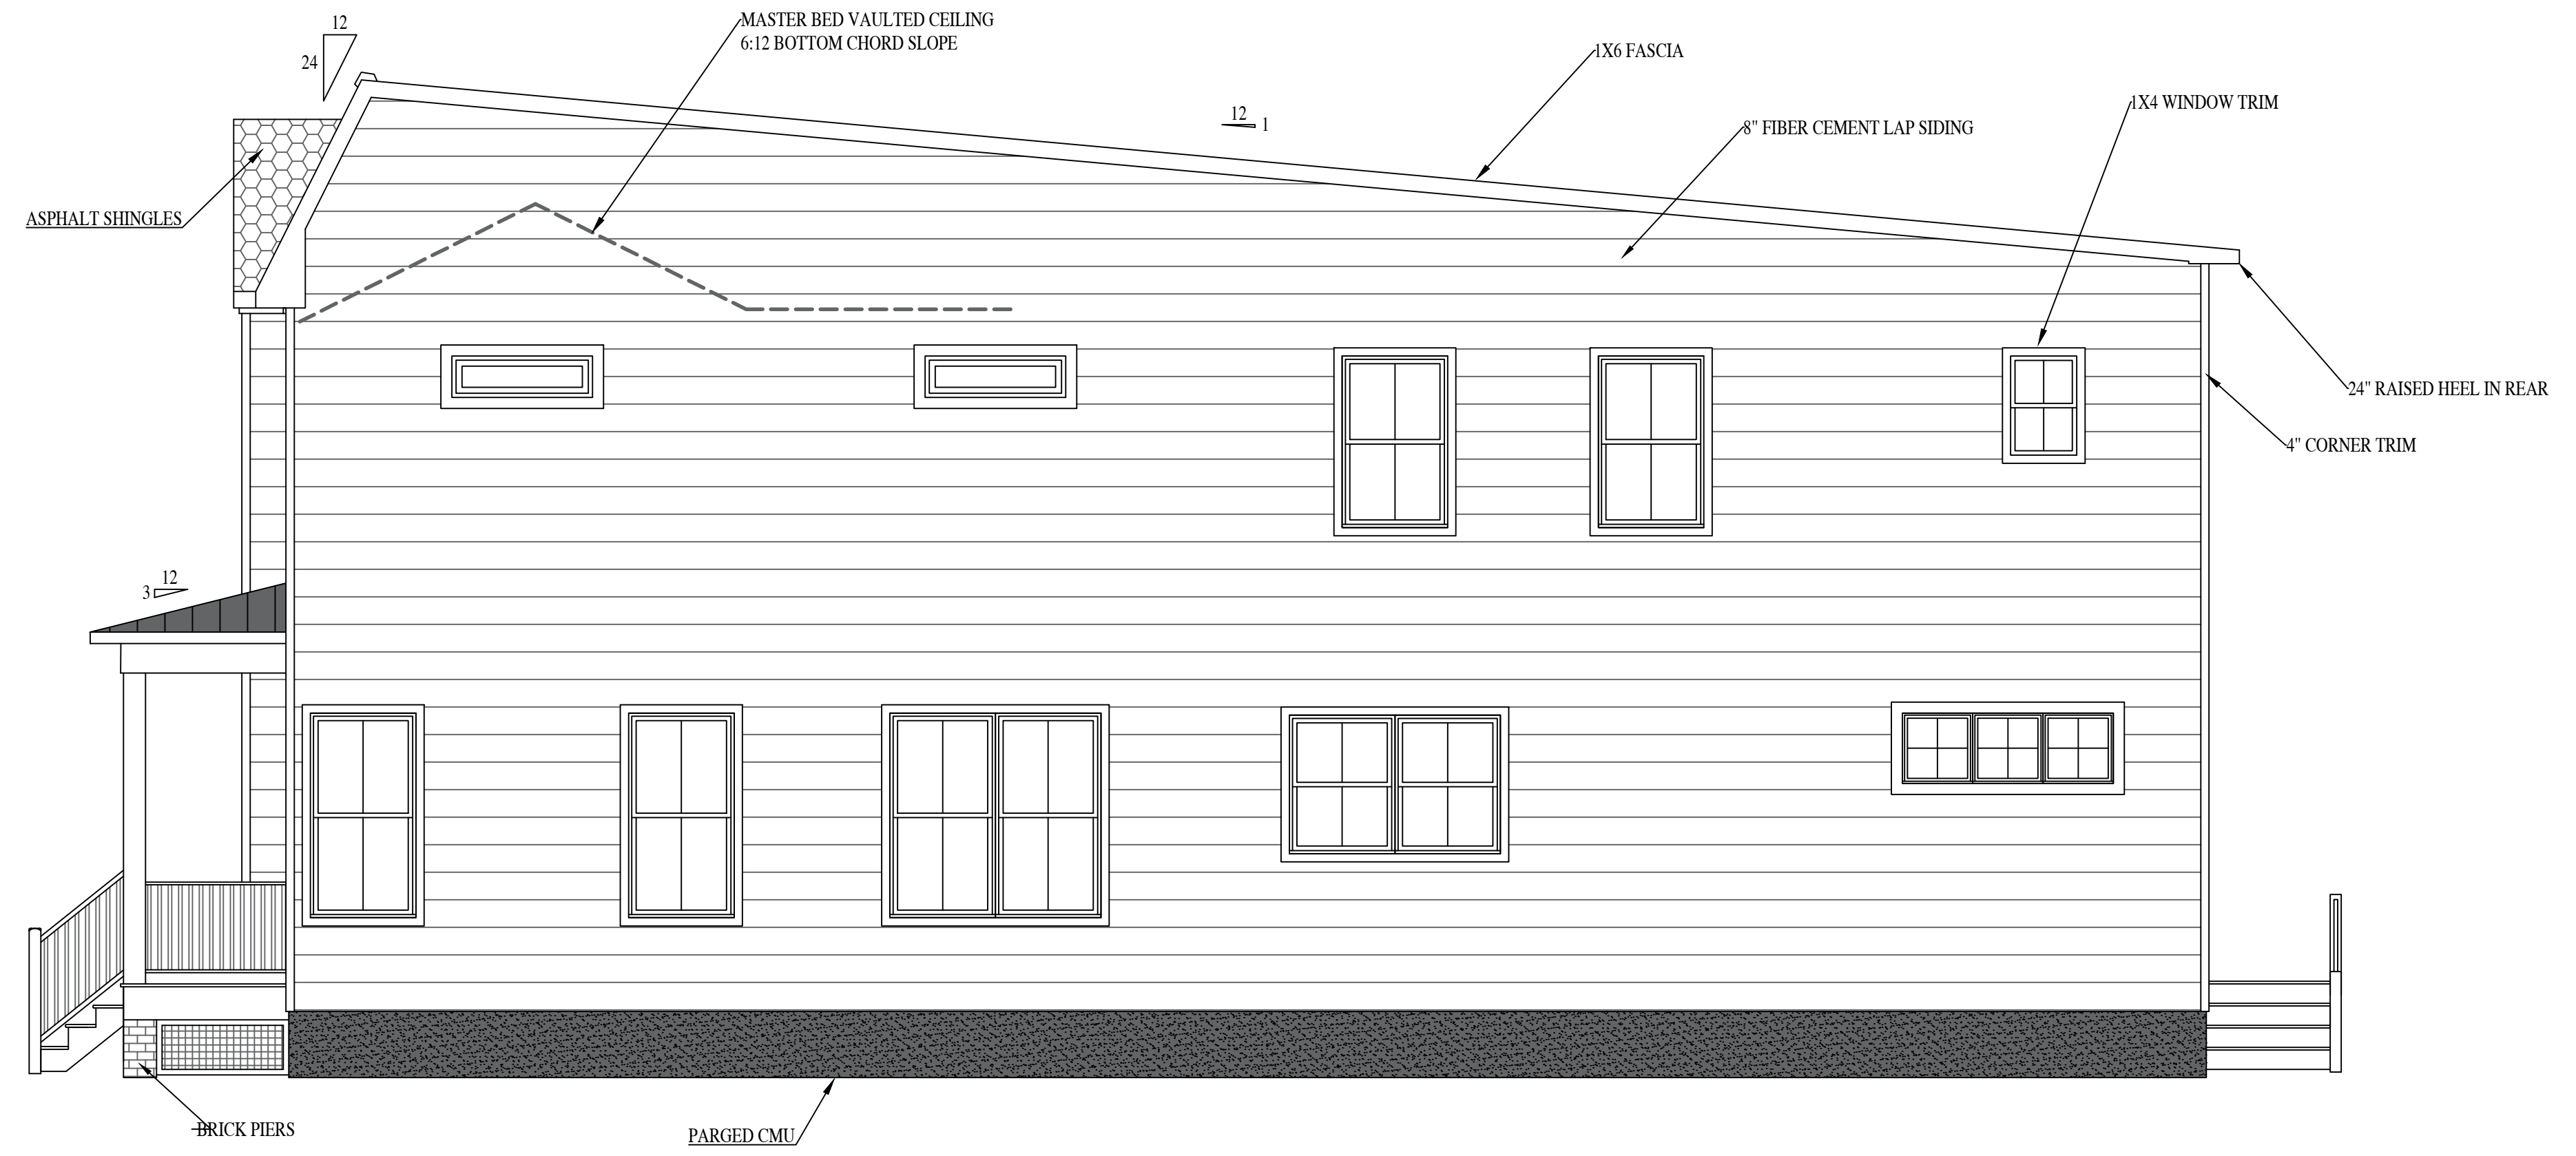 12
24
MASTER BED VAULTED CEILING
6:12 BOTTOM CHORD SLOPE
1X6 FASCIA
1X4 WINDOW TRIM
12
1
8" FIBER CEMENT LAP SIDING
ASPHALT SHINGLES
24" RAISED HEEL IN REAR
4" CORNER TRIM
12
3
BRICK PIERS
PARGED CMU